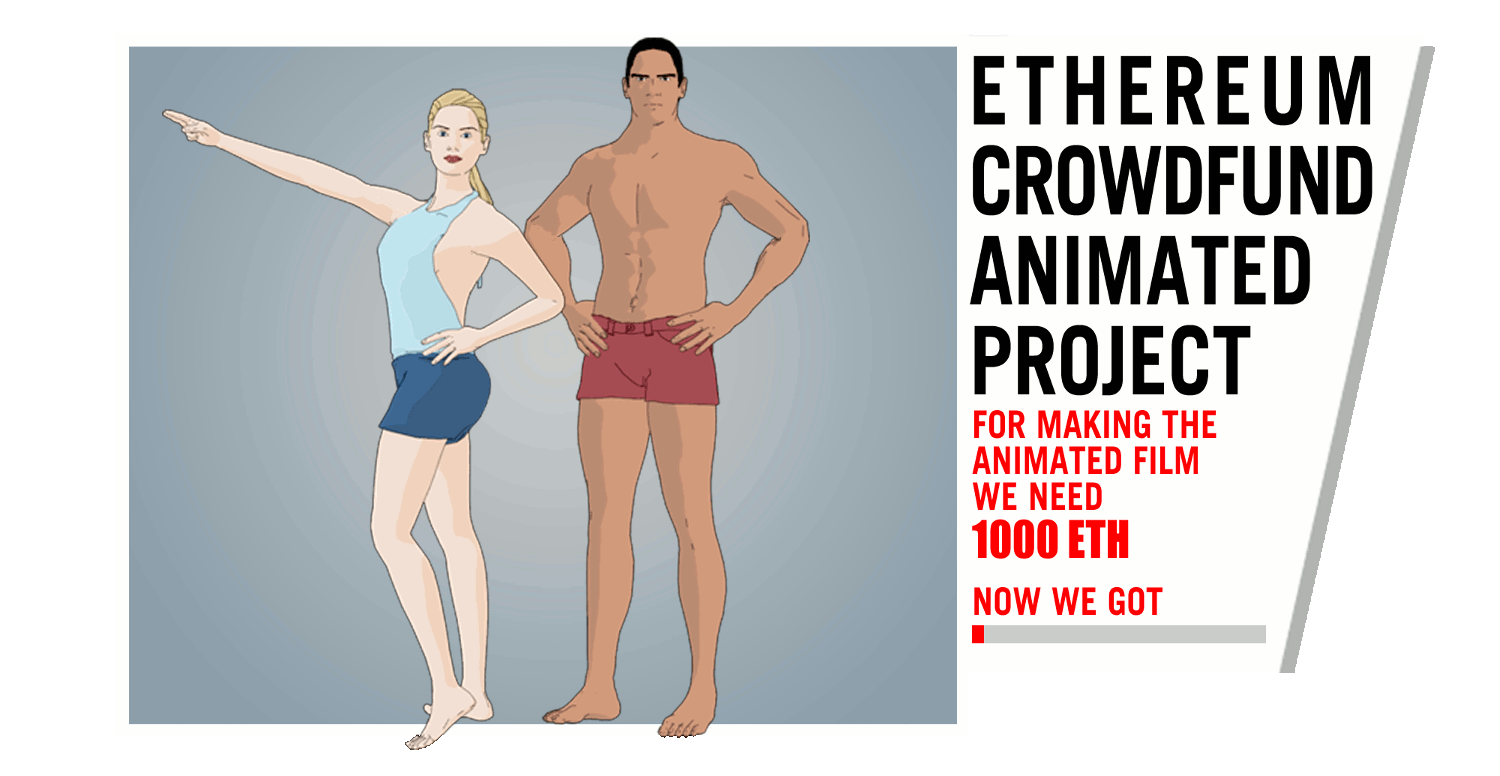 ETHEREUM
CROWDFUND
ANIMATED
PROJECT
FOR MAKING THE
ANIMATED FILM
WE NEED
1000 ETH
NOW WE GOT